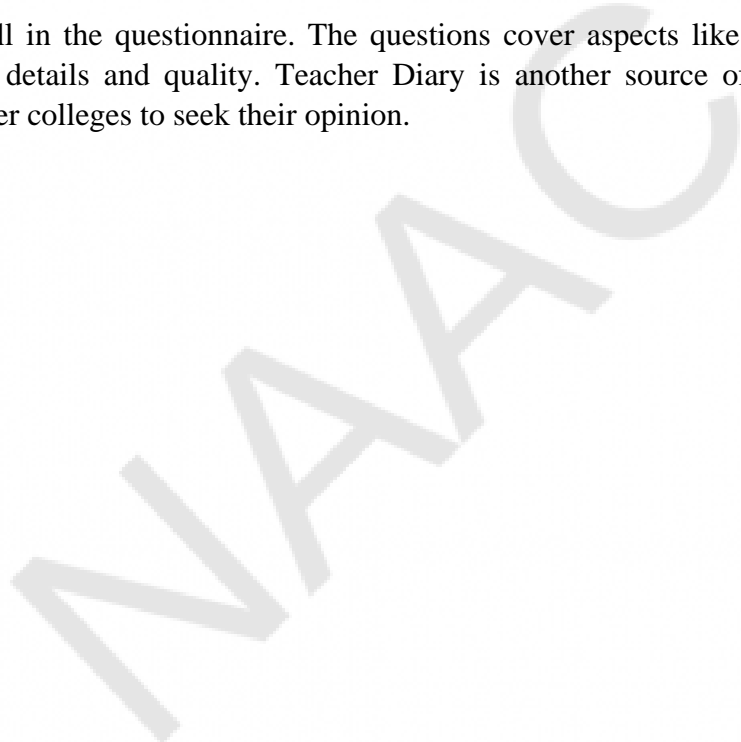 ll in the questionnaire. The questions cover aspects like
details and quality. Teacher Diary is another source of
er colleges to seek their opinion.
NAAC